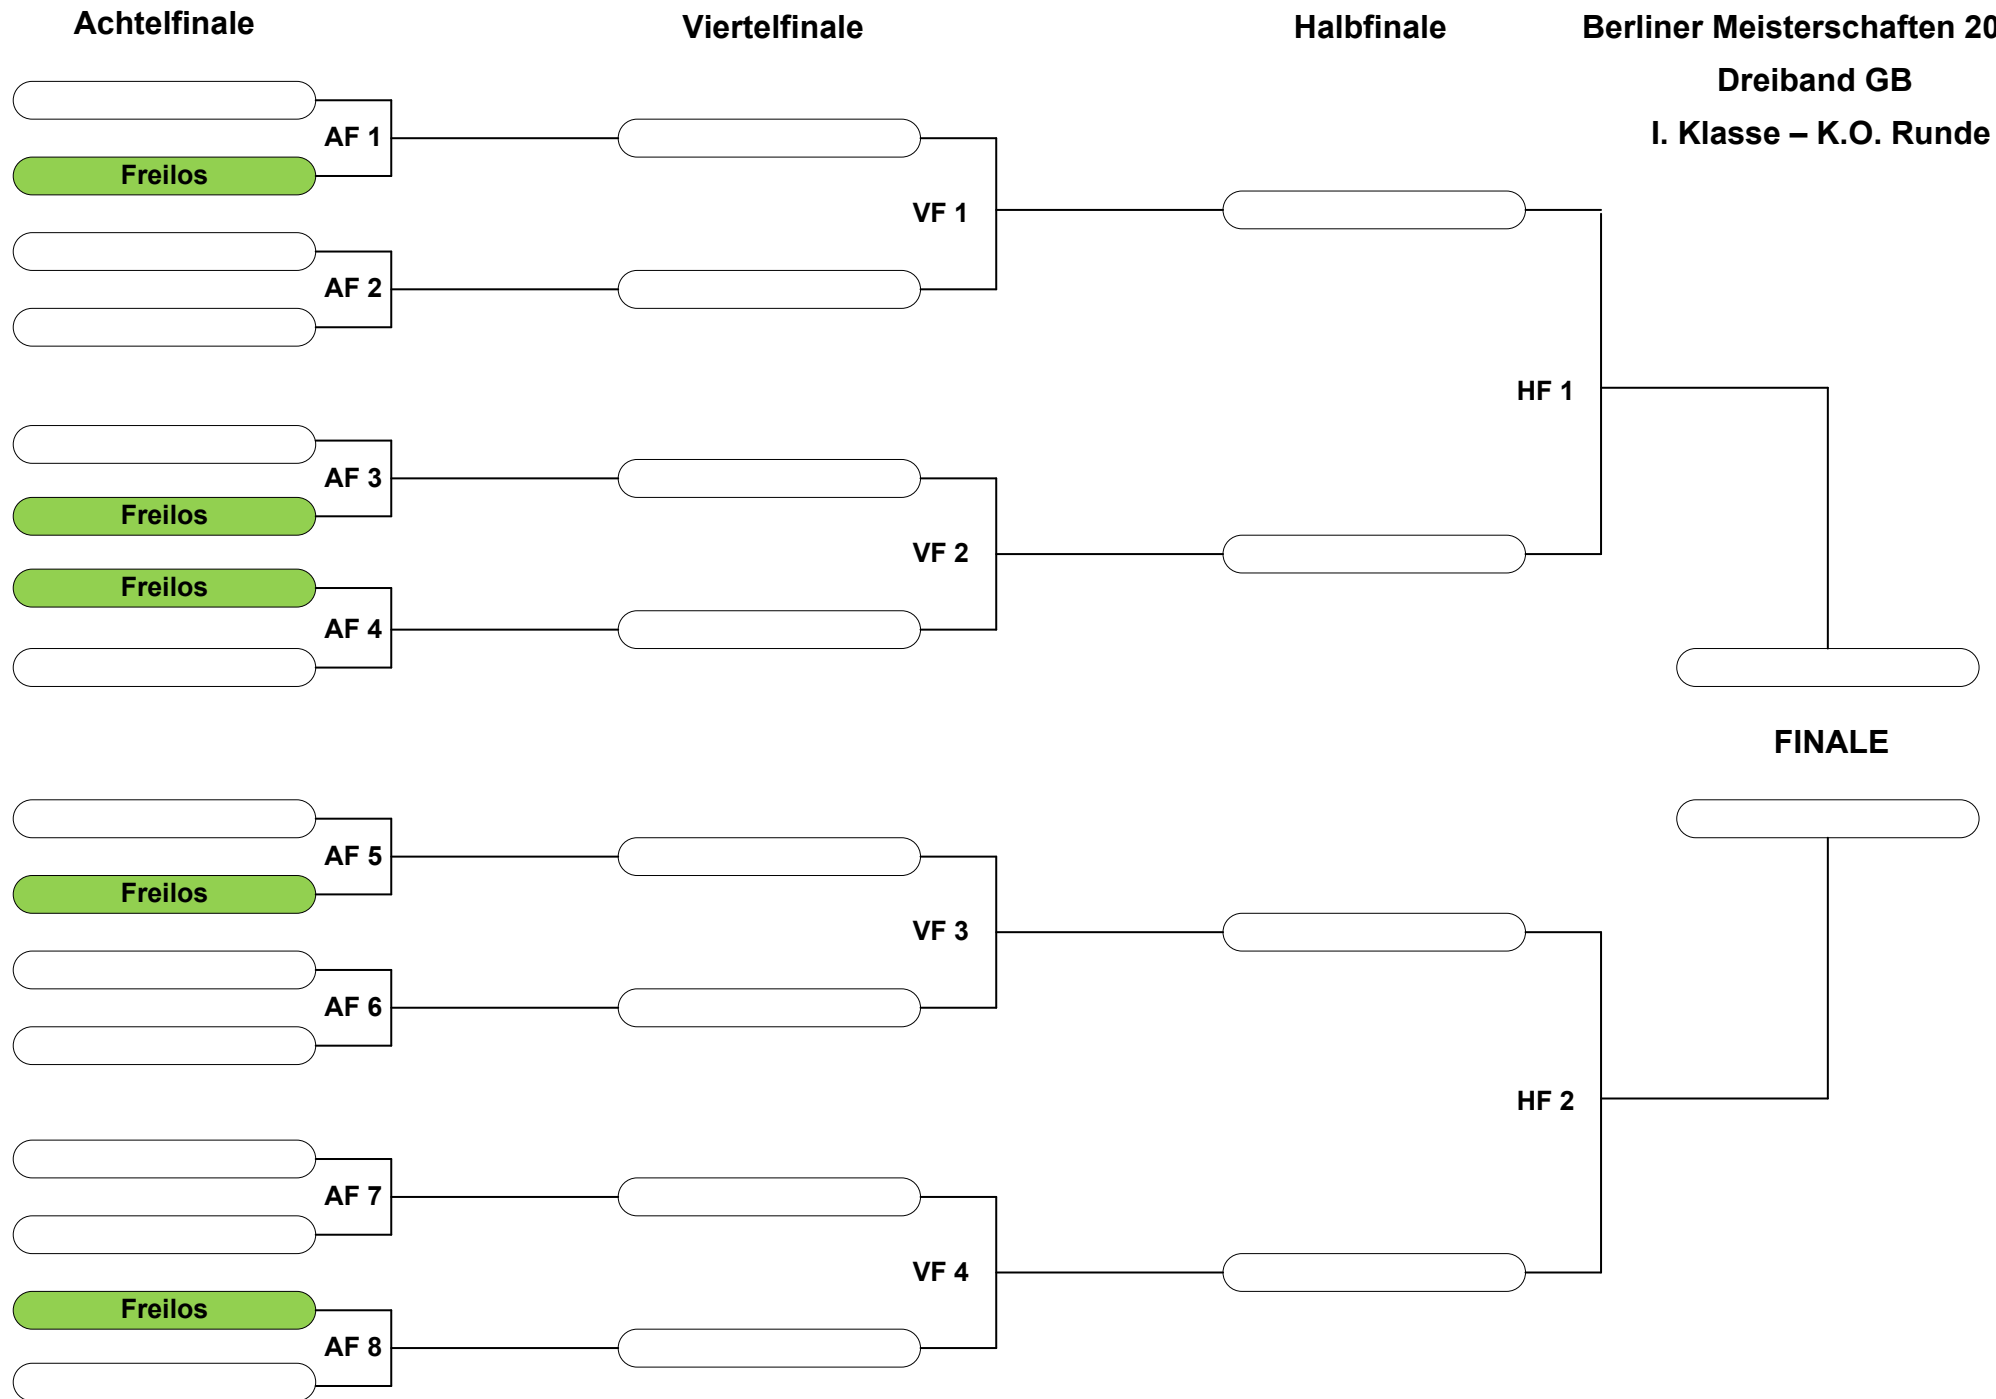 Achtelfinale
Viertelfinale
Halbfinale
Berliner Meisterschaften 20
Dreiband GB
I. Klasse – K.O. Runde
AF 1
Freilos
VF 1
AF 2
HF 1
AF 3
Freilos
VF 2
Freilos
AF 4
FINALE
AF 5
Freilos
VF 3
AF 6
HF 2
AF 7
VF 4
Freilos
AF 8